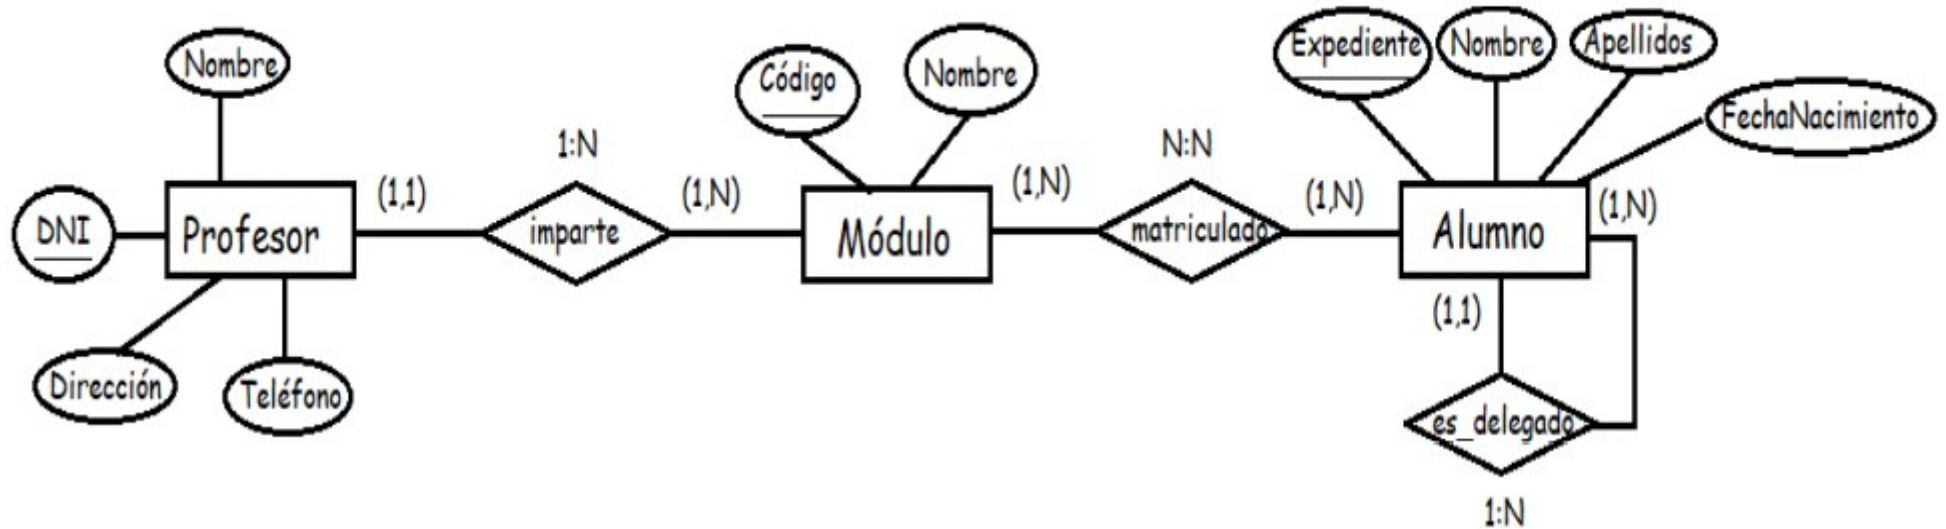 Nombre
DNI
Profesor
Dirección
Teléfono
(1,1)
1:N
imparte
(1,N)
Código
Nombre
Módulo
(1,N)
N:N
matriculado
(1,N)
Expediente
Nombre
Apellidos
FechaNacimiento
Alumno
(1,N)
(1,1)
es_delegado
1:N